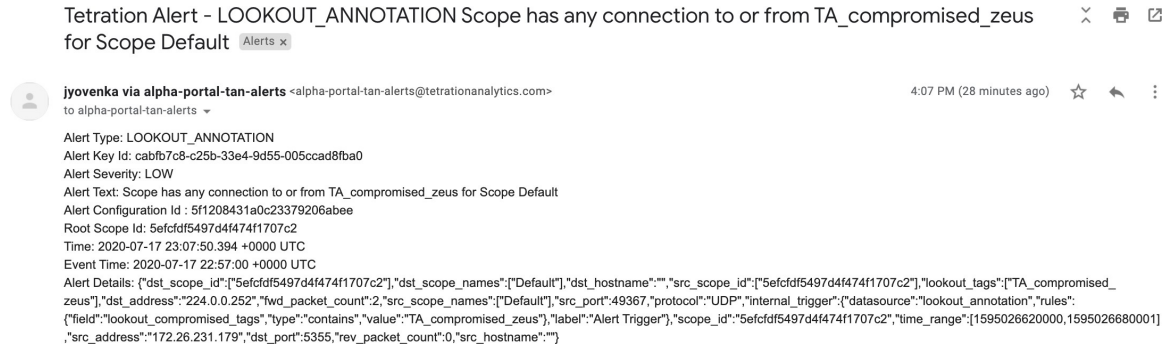 Tetration Alert - LOOKOUT_ANNOTATION Scope has any connection to or from TA_compromised_zeus
for Scope Default Alerts ×
jyovenka via alpha-portal-tan-alerts <alpha-portal-tan-alerts@tetrationanalytics.com> 4:07 PM (28 minutes ago)
to alpha-portal-tan-alerts
Alert Type: LOOKOUT_ANNOTATION
Alert Key Id: cabfb7c8-c25b-33e4-9d55-005ccad8fba0
Alert Severity: LOW
Alert Text: Scope has any connection to or from TA_compromised_zeus for Scope Default
Alert Configuration Id : 5f1208431a0c23379206abee
Root Scope Id: 5efcfdf5497d4f474f1707c2
Time: 2020-07-17 23:07:50.394 +0000 UTC
Event Time: 2020-07-17 22:57:00 +0000 UTC
Alert Details: {"dst_scope_id":["5efcfdf5497d4f474f1707c2"],"dst_scope_names":["Default"],"dst_hostname":"","src_scope_id":["5efcfdf5497d4f474f1707c2"],"lookout_tags":["TA_compromised_
zeus"],"dst_address":"224.0.0.252","fwd_packet_count":2,"src_scope_names":["Default"],"src_port":49367,"protocol":"UDP","internal_trigger":{"datasource":"lookout_annotation","rules":
{"field":"lookout_compromised_tags","type":"contains","value":"TA_compromised_zeus"},"label":"Alert Trigger"},"scope_id":"5efcfdf5497d4f474f1707c2","time_range":[1595026620000,1595026680001]
,"src_address":"172.26.231.179","dst_port":5355,"rev_packet_count":0,"src_hostname":""}